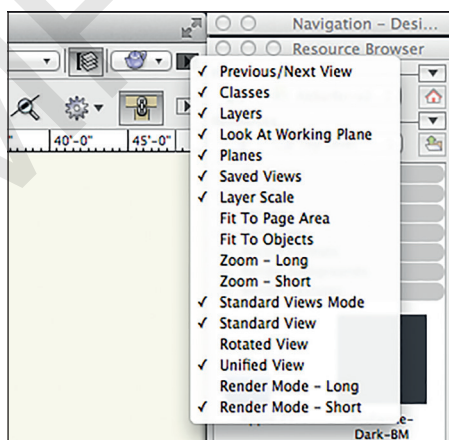 Navigation – Desi...
Resource Browser
✓ Previous/Next View
✓ Classes
✓ Layers
✓ Look At Working Plane
✓ Planes
✓ Saved Views
✓ Layer Scale
Fit To Page Area
Fit To Objects
Zoom – Long
Zoom – Short
✓ Standard Views Mode
✓ Standard View
Rotated View
✓ Unified View
Render Mode – Long
✓ Render Mode – Short
40'-0"
45'-0"
Dark-BM